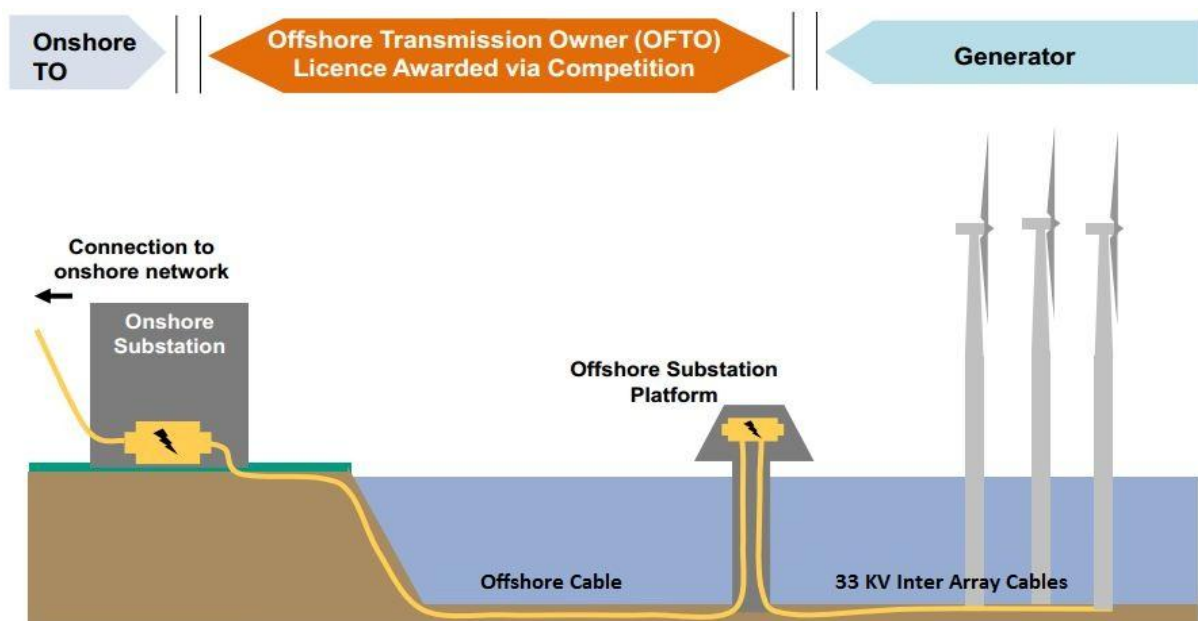 Onshore
TO
Offshore Transmission Owner (OFTO)
Licence Awarded via Competition
Generator
Connection to
onshore network
Onshore
Substation
Offshore Substation
Platform
Offshore Cable
33 KV Inter Array Cables